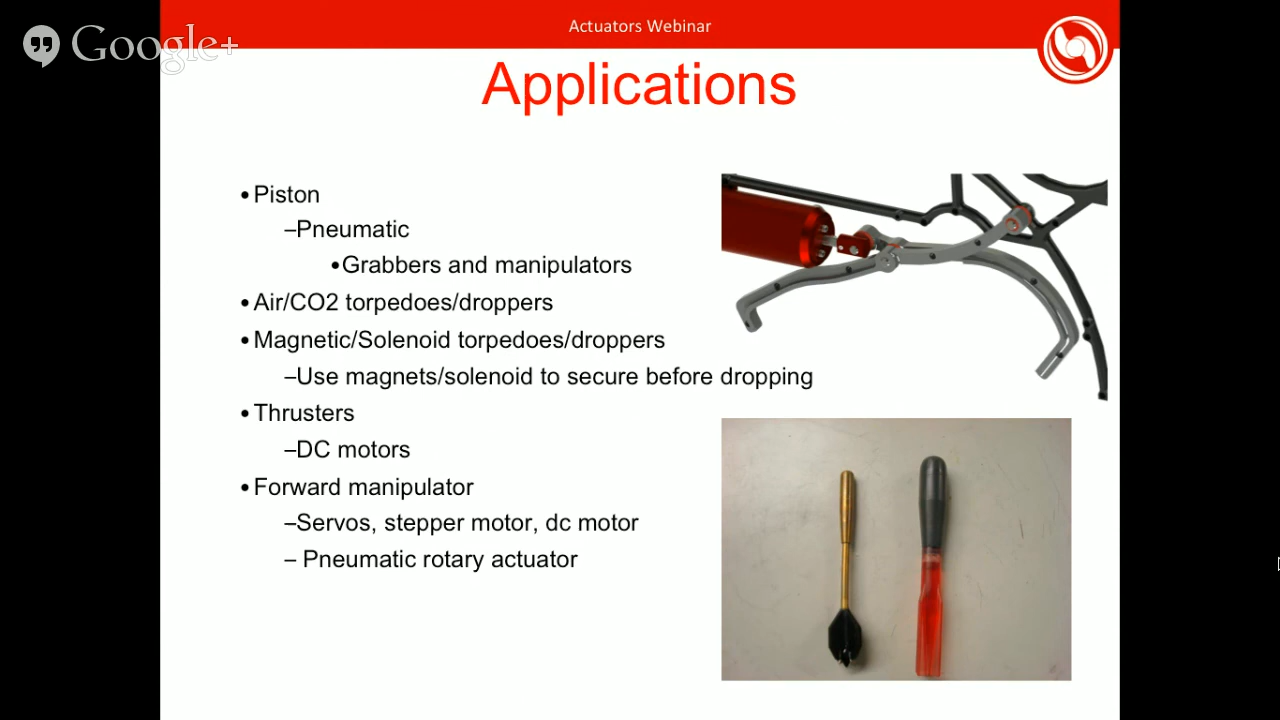 Actuators Webinar
Google+
Applications
• Piston
–Pneumatic
•Grabbers and manipulators
• Air/CO2 torpedoes/droppers
• Magnetic/Solenoid torpedoes/droppers
–Use magnets/solenoid to secure before dropping
• Thrusters
–DC motors
• Forward manipulator
–Servos, stepper motor, dc motor
– Pneumatic rotary actuator